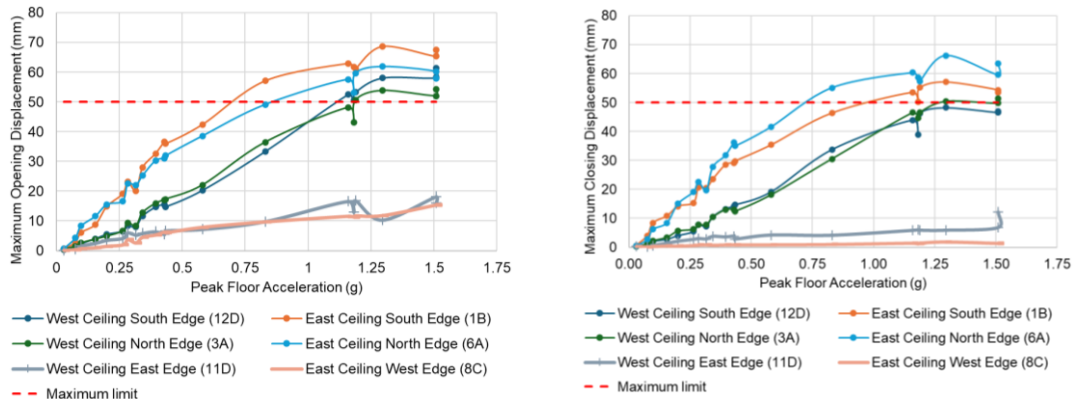 80
70
60
50
40
30
20
10
0
Maximum Opening Displacement (mm)
0 0.25 0.5 0.75 1 1.25 1.5 1.75
Peak Floor Acceleration (g)
West Ceiling South Edge (12D) East Ceiling South Edge (1B)
West Ceiling North Edge (3A) East Ceiling North Edge (6A)
West Ceiling East Edge (11D) East Ceiling West Edge (8C)
Maximum limit
80
70
60
50
40
30
20
10
0
Maximum Closing Displacement (mm)
0.00 0.25 0.50 0.75 1.00 1.25 1.50 1.75
Peak Floor Acceleration (g)
West Ceiling South Edge (12D) East Ceiling South Edge (1B)
West Ceiling North Edge (3A) East Ceiling North Edge (6A)
West Ceiling East Edge (11D) East Ceiling West Edge (8C)
Maximum limit